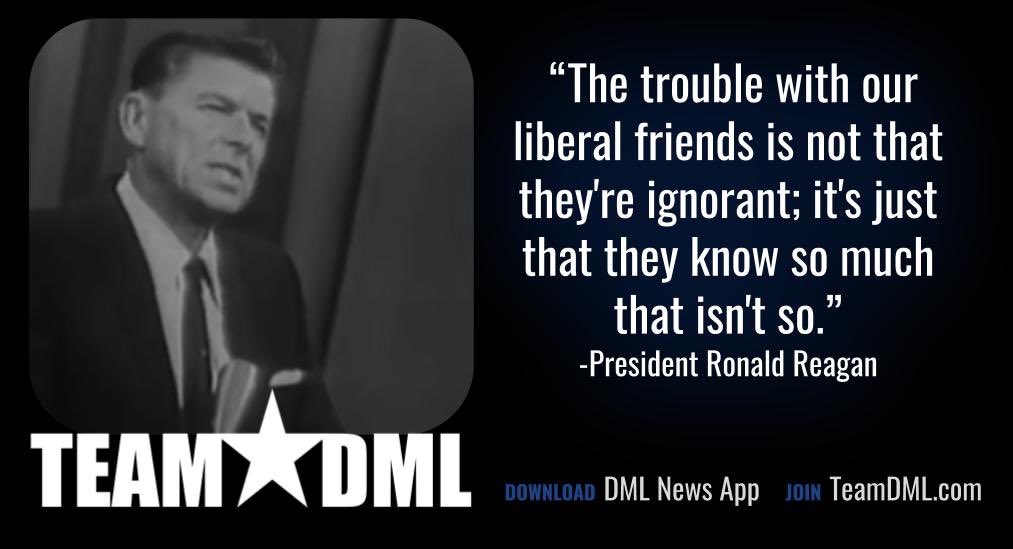 “The trouble with our
liberal friends is not that
they're ignorant; it's just
that they know so much
that isn't so.”
-President Ronald Reagan
TEAM DML
DOWNLOAD DML News App JOIN TeamDML.com